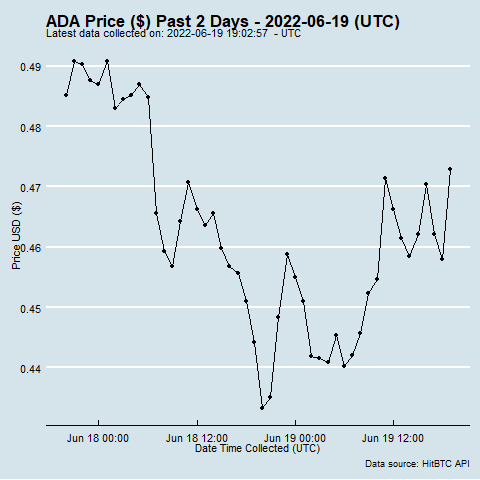 ADA Price ($) Past 2 Days - 2022-06-19 (UTC)
Latest data collected on: 2022-06-19 19:02:57 - UTC
0.49
0.48
0.47
0.46
0.45
0.44
Price USD ($)
Jun 18 00:00 Jun 18 12:00 Jun 19 00:00 Jun 19 12:00
Date Time Collected (UTC)
Data source: HitBTC API